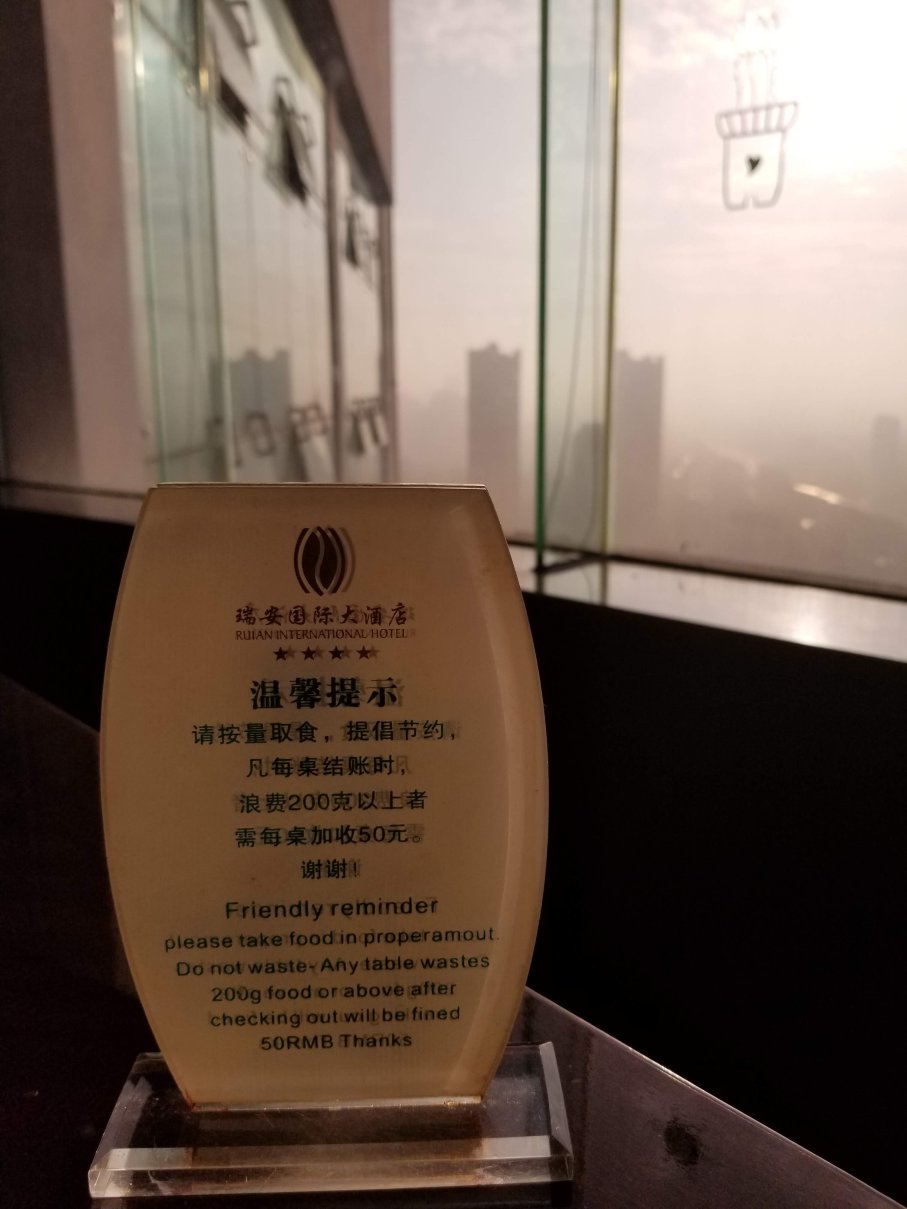 瑞安国际大酒店
RUIAN INTERNATIONAL HOTEL
温馨提示
请按量取食，提倡节约，
凡每桌结账时，
浪费200克以上者
需每桌加收50元。
谢谢！
Friendly reminder
please take food in properamout.
Do not waste- Any table wastes
200g food or above after
checking out will be fined
50RMB Thanks